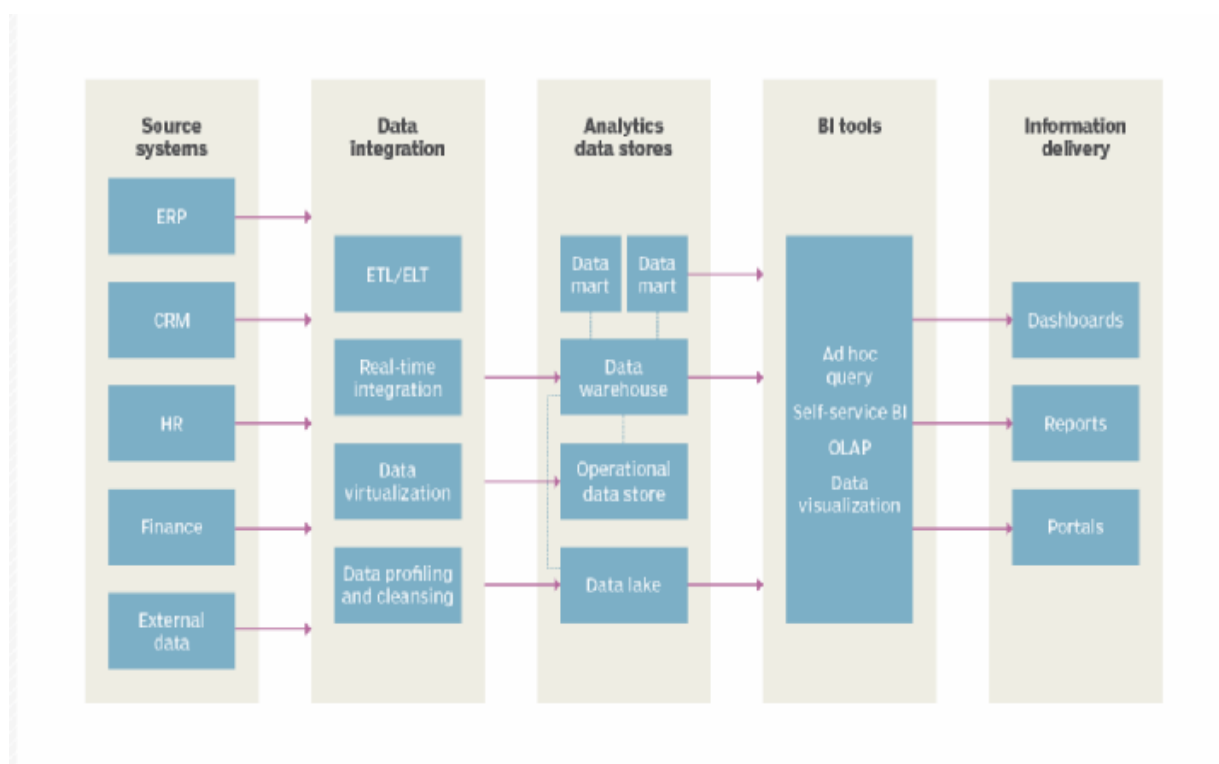 Source
systems
ERP
CRM
HR
Finance
External
data
Data
integration
ETL/ELT
Real-time
integration
Data
virtualization
Data profiling
and cleansing
Analytics
data stores
Data
mart
Data
mart
Data
warehouse
Operational
data store
Data lake
BI tools
Ad hoc
query
Self-service BI
OLAP
Data
visualization
Information
delivery
Dashboards
Reports
Portals